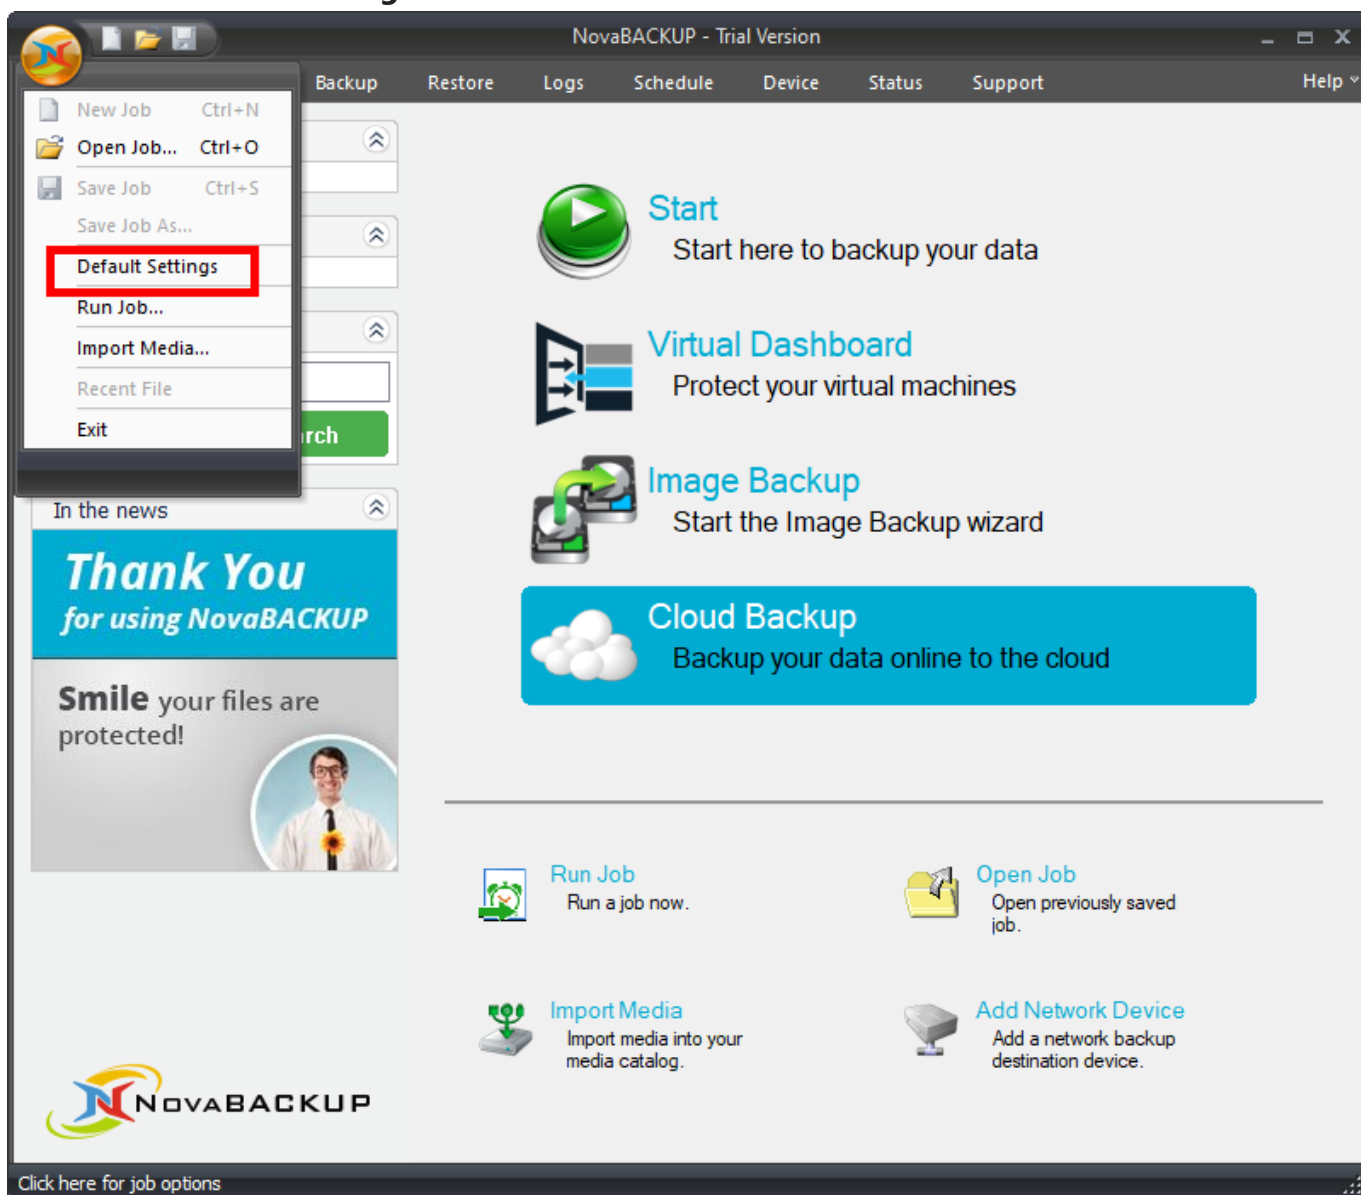 NovaBACKUP - Trial Version
Backup Restore Logs Schedule Device Status Support Help
New Job Ctrl+N
Open Job... Ctrl+O
Save Job Ctrl+S
Save Job As...
Default Settings
Run Job...
Import Media...
Recent File
Exit
rch
In the news
Thank You
for using NovaBACKUP
Smile your files are
protected!
NovaBACKUP
Start
Start here to backup your data
Virtual Dashboard
Protect your virtual machines
Image Backup
Start the Image Backup wizard
Cloud Backup
Backup your data online to the cloud
Run Job
Run a job now.
Open Job
Open previously saved
job.
Import Media
Import media into your
media catalog.
Add Network Device
Add a network backup
destination device.
Click here for job options